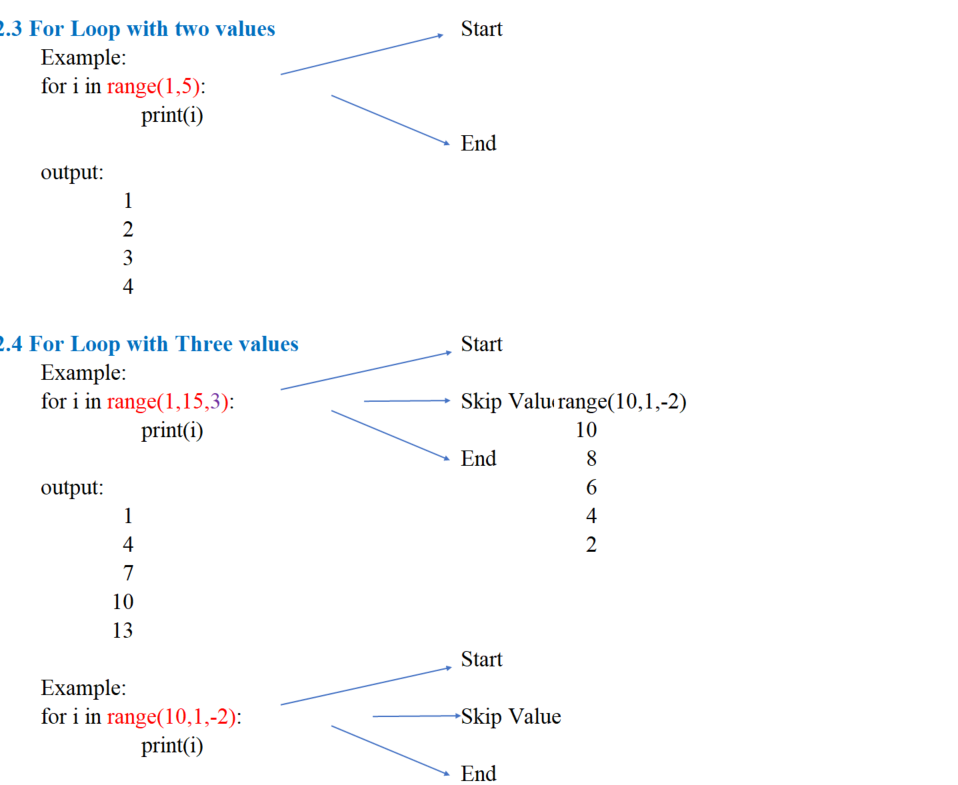 2.3 For Loop with two values
Start
Example:
for i in range(1,5):
print(i)
End
output:
1
2
3
4
2.4 For Loop with Three values
Start
Example:
for i in range(1,15,3):
Skip Valu
range(10,1,-2)
print(i)
10
End
8
output:
6
1
4
4
2
7
10
13
Start
Example:
for i in range(10,1,-2):
Skip Value
print(i)
End